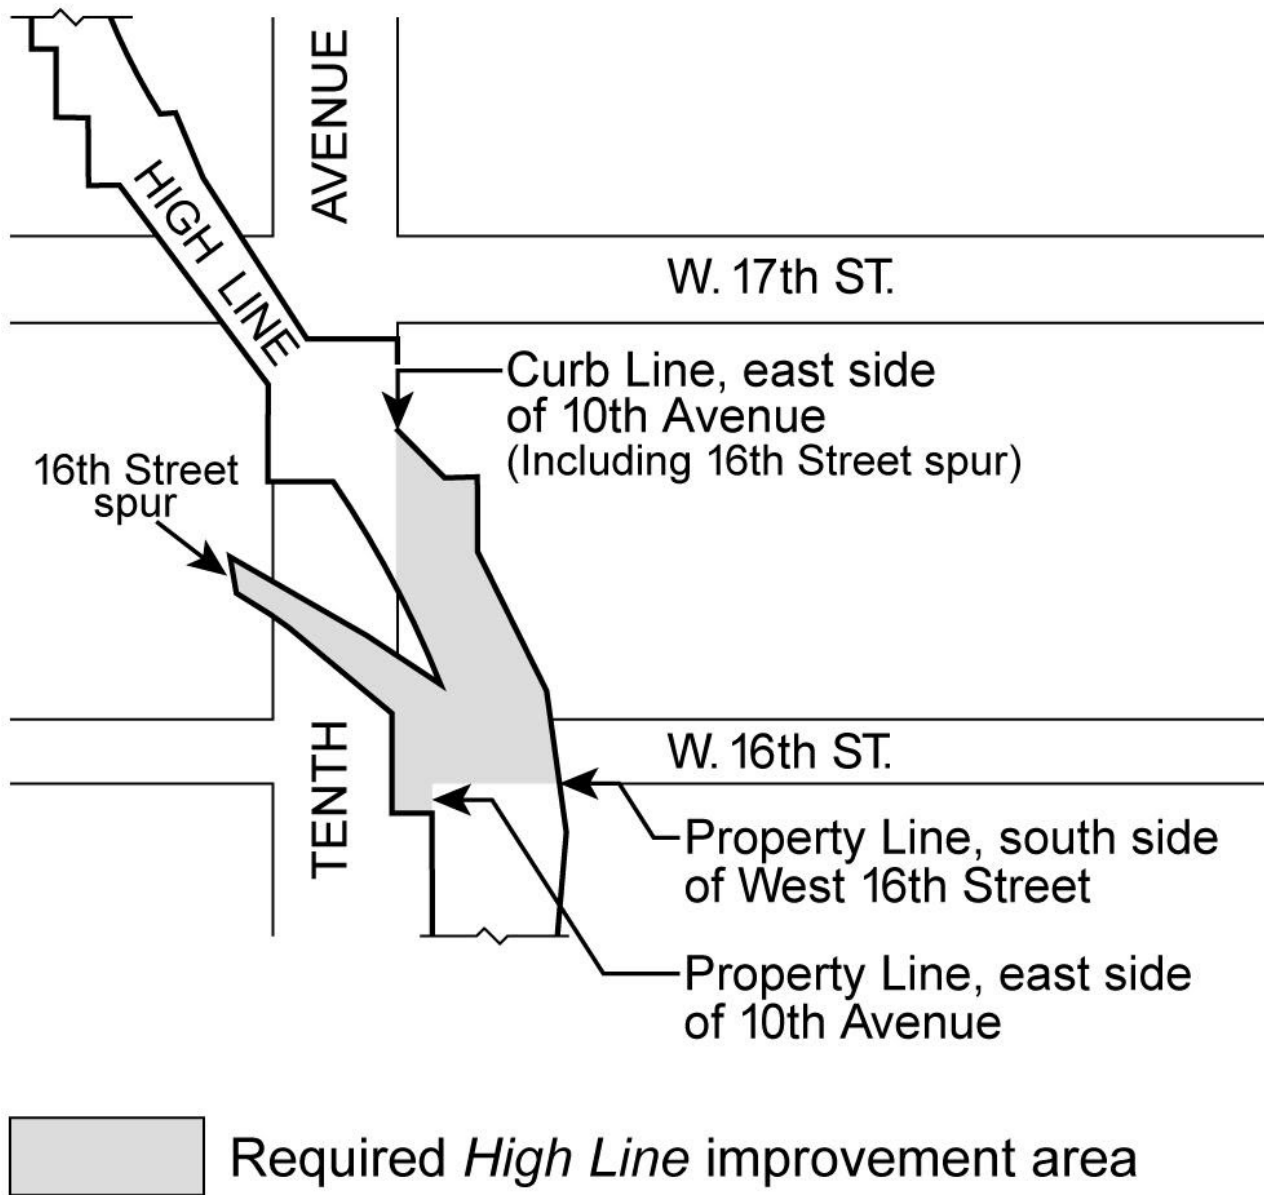 AVENUE
HIGH LINE
W. 17th ST.
Curb Line, east side
of 10th Avenue
(Including 16th Street spur)
16th Street
spur
TENTH
W. 16th ST.
Property Line, south side
of West 16th Street
Property Line, east side
of 10th Avenue
Required High Line improvement area